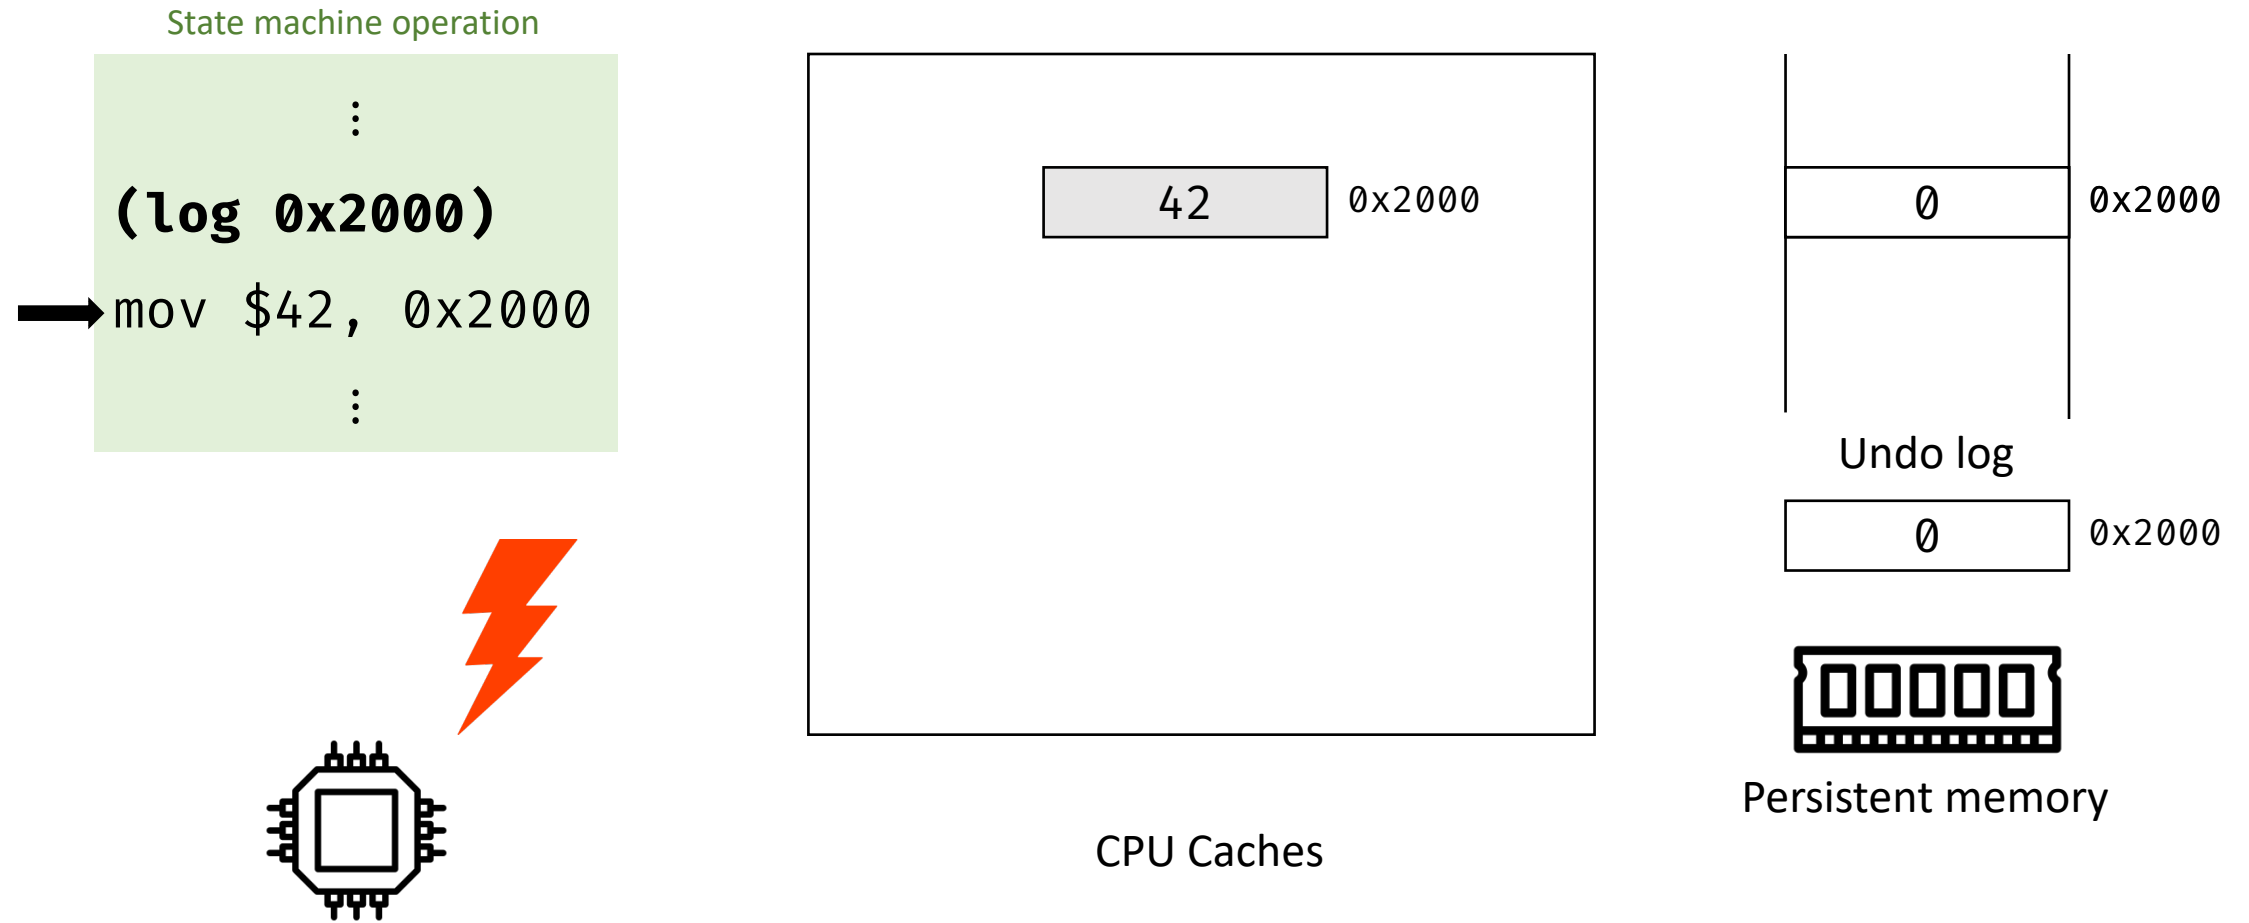 State machine operation
⋮
(log 0x2000)
mov $42, 0x2000
⋮
42 0x2000
CPU Caches
0 0x2000
Undo log
0 0x2000
Persistent memory